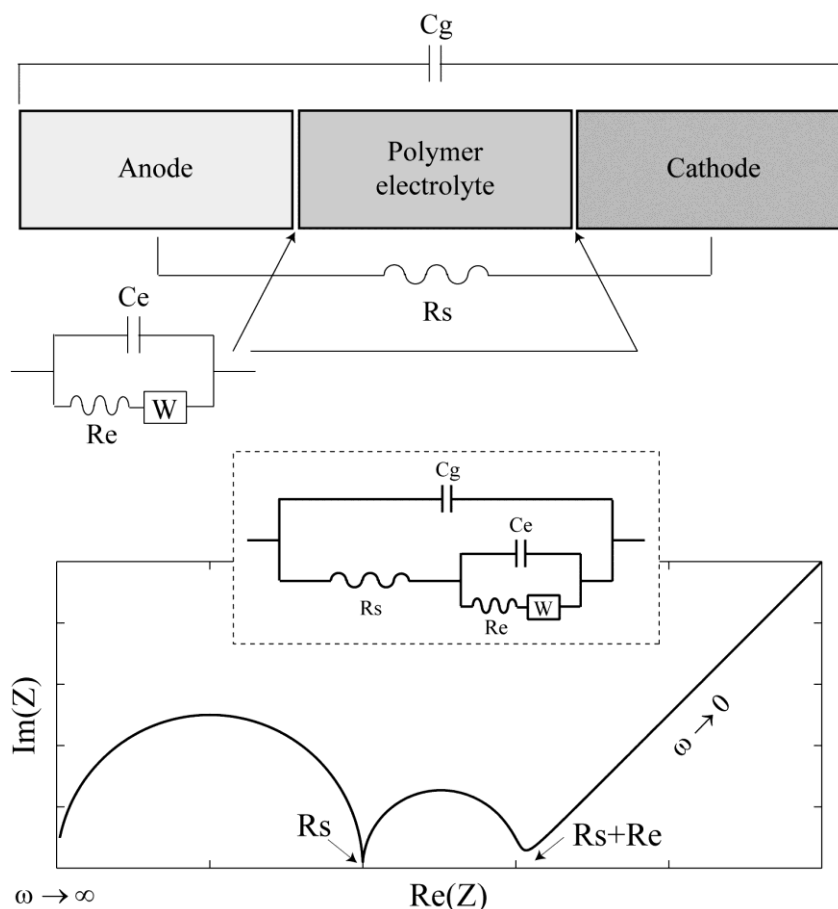 Cg
Anode
Polymer
electrolyte
Cathode
Rs
Ce
Re
W
Cg
Ce
Rs
Re
W
Im(Z)
ω → 0
Rs
Rs+Re
ω → ∞
Re(Z)